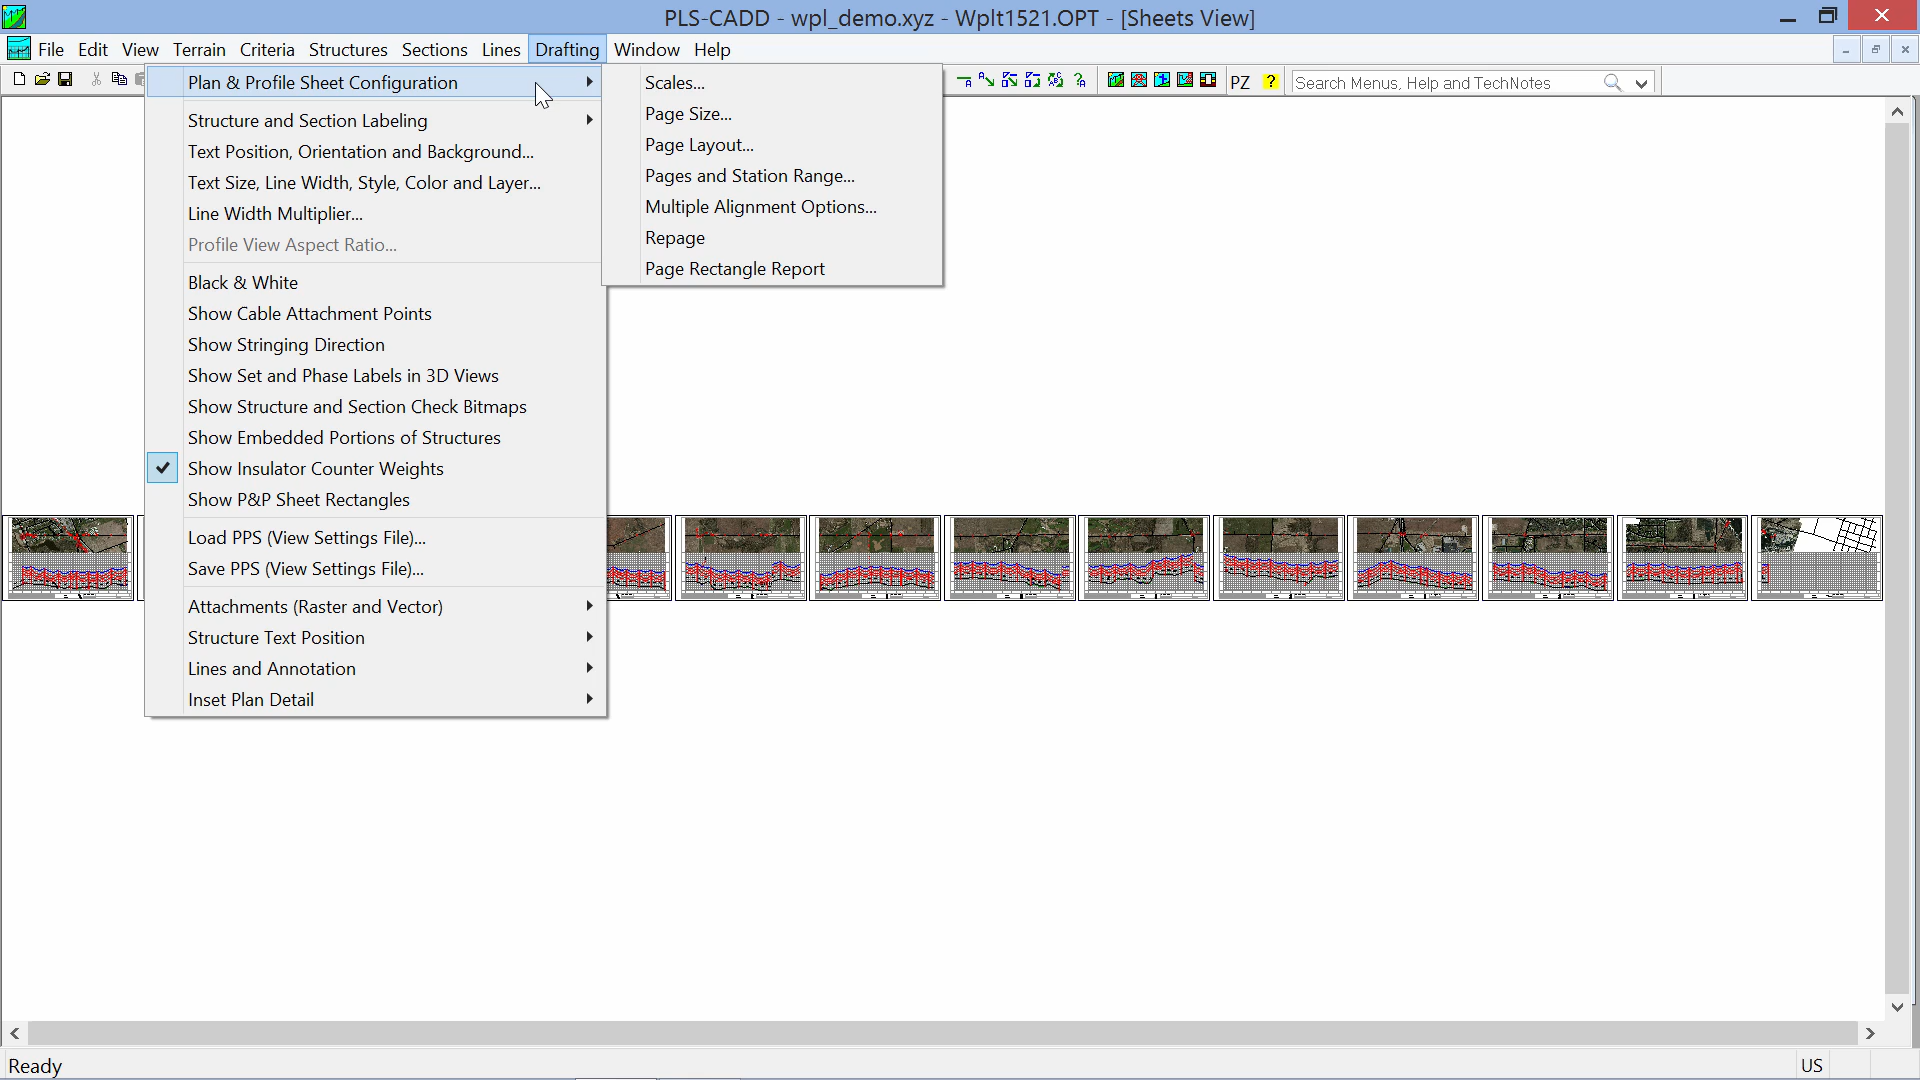 PLS-CADD - wpl_demo.xyz - Wplt1521.OPT - [Sheets View]
File Edit View Terrain Criteria Structures Sections Lines Drafting Window Help
PZ
Search Menus, Help and TechNotes
Plan & Profile Sheet Configuration
Structure and Section Labeling
Text Position, Orientation and Background...
Text Size, Line Width, Style, Color and Layer...
Line Width Multiplier...
Profile View Aspect Ratio...
Black & White
Show Cable Attachment Points
Show Stringing Direction
Show Set and Phase Labels in 3D Views
Show Structure and Section Check Bitmaps
Show Embedded Portions of Structures
Show Insulator Counter Weights
Show P&P Sheet Rectangles
Load PPS (View Settings File)...
Save PPS (View Settings File)...
Attachments (Raster and Vector)
Structure Text Position
Lines and Annotation
Inset Plan Detail
Scales...
Page Size...
Page Layout...
Pages and Station Range...
Multiple Alignment Options...
Repage
Page Rectangle Report
Ready
US